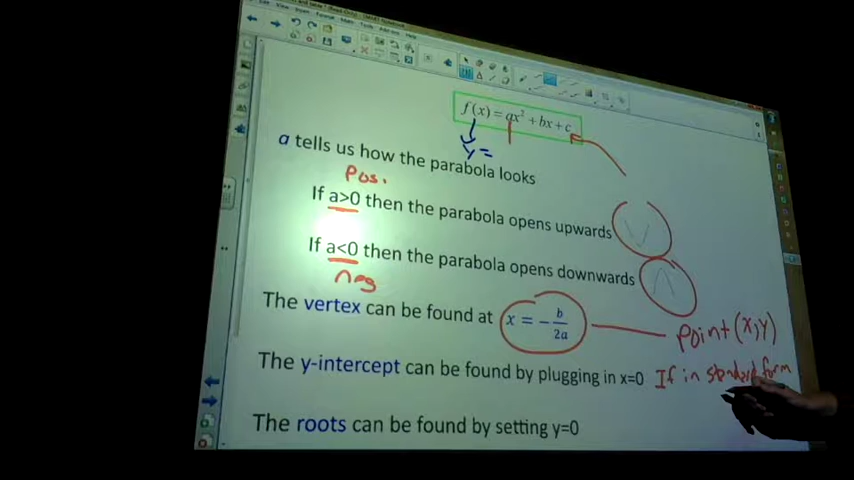 f(x) = ax² + bx + c
y =
a tells us how the parabola looks
Pos.
If a>0 then the parabola opens upwards
If a<0 then the parabola opens downwards
neg
The vertex can be found at x = -b/2a
point (x,y)
The y-intercept can be found by plugging in x=0
If in standard form
The roots can be found by setting y=0